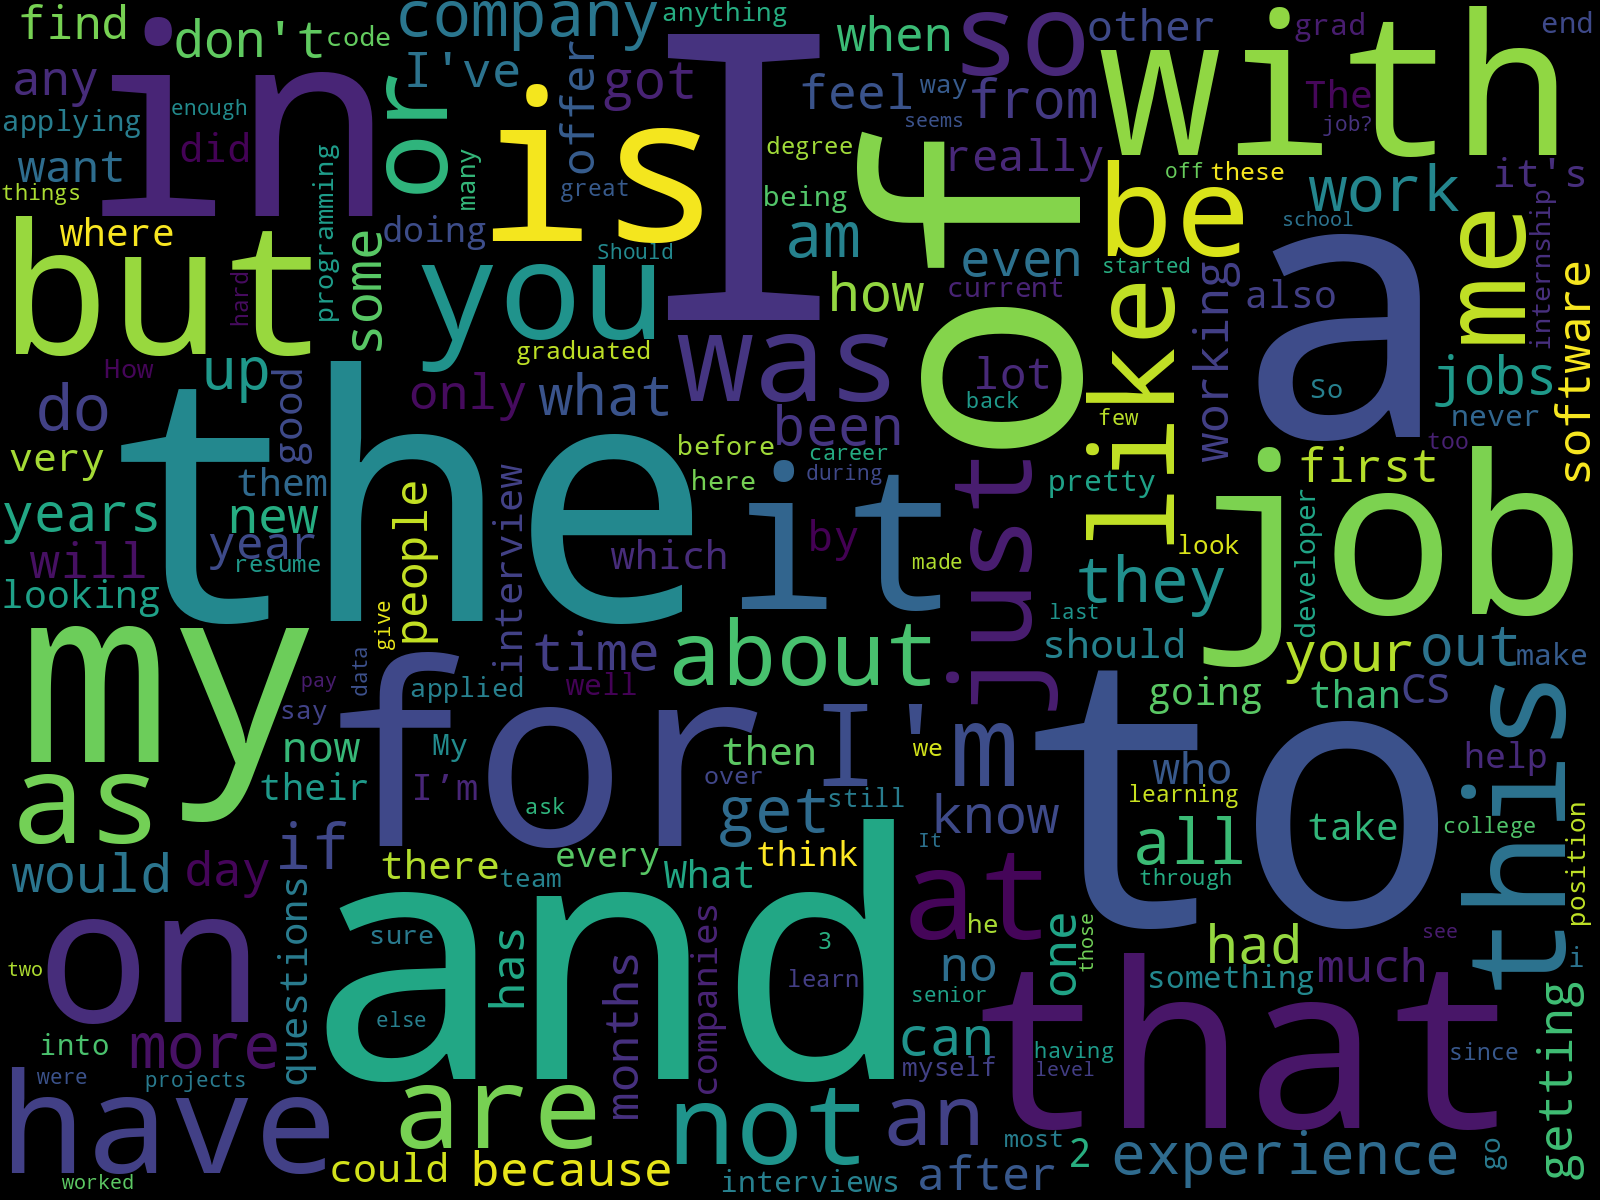 find
don't
code
company
anything
when
so
other
grad
end
with
any
in
I've
or
is
offer
got
I
feel
way
from
The
job?
applying
enough
did
many
seems
of
want
things
great
degree
really
off
these
work
it's
being
be
a
me
internship
where
but
programming
some
doing
you
Should
am
even
started
school
how
current
working
also
software
hard
graduated
was
like
jobs
How
up
good
only
what
lot
back
So
never
do
the
been
few
too
very
before
career
during
here
it
just
pretty
first
job
years
them
new
year
resume
people
interview
which
by
made
look
they
developer
will
looking
give
last
my
time
about
should
your
out
make
pay
data
applied
well
for
I'm
to
going
than
CS
this
say
now
My
then
we
who
help
their
I’m
over
as
ask
get
still
know
learning
take
college
position
if
It
all
would
day
there
every
think
What
at
through
team
and
on
questions
sure
has
months
companies
3
learn
he
one
those
had
see
two
no
something
much
i
else
senior
that
getting
into
more
can
having
since
were
projects
myself
level
have
are
not
an
most
2
experience
go
worked
could
because
interviews
after